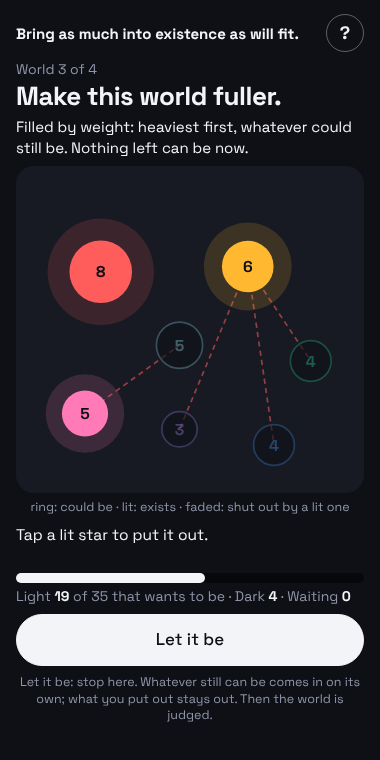 Bring as much into existence as will fit.
?
World 3 of 4
Make this world fuller.
Filled by weight: heaviest first, whatever could
still be. Nothing left can be now.
8
6
5
4
5
3
4
ring: could be · lit: exists · faded: shut out by a lit one
Tap a lit star to put it out.
Light 19 of 35 that wants to be · Dark 4 · Waiting 0
Let it be
Let it be: stop here. Whatever still can be comes in on its
own; what you put out stays out. Then the world is
judged.